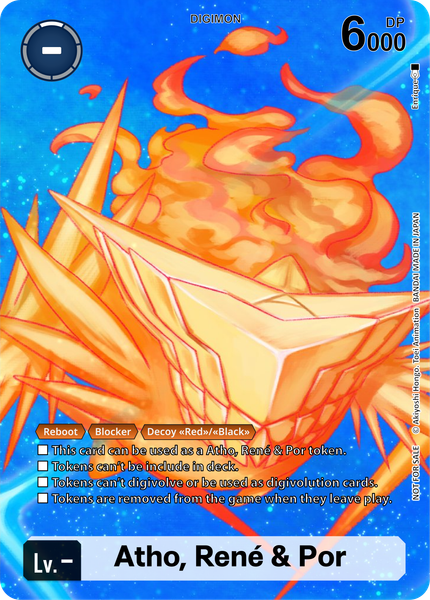 DIGIMON
DP
6000
-
Reboot Blocker Decoy «Red»/«Black»
This card can be used as a Atho, René & Por token.
Tokens can't be include in deck.
Tokens can't digivolve or be used as digivolution cards.
Tokens are removed from the game when they leave play.
Lv.-
Atho, René & Por
Enrique
NOT FOR SALE © Akiyoshi Hongo, Toei Animation BANDAI MADE IN JAPAN